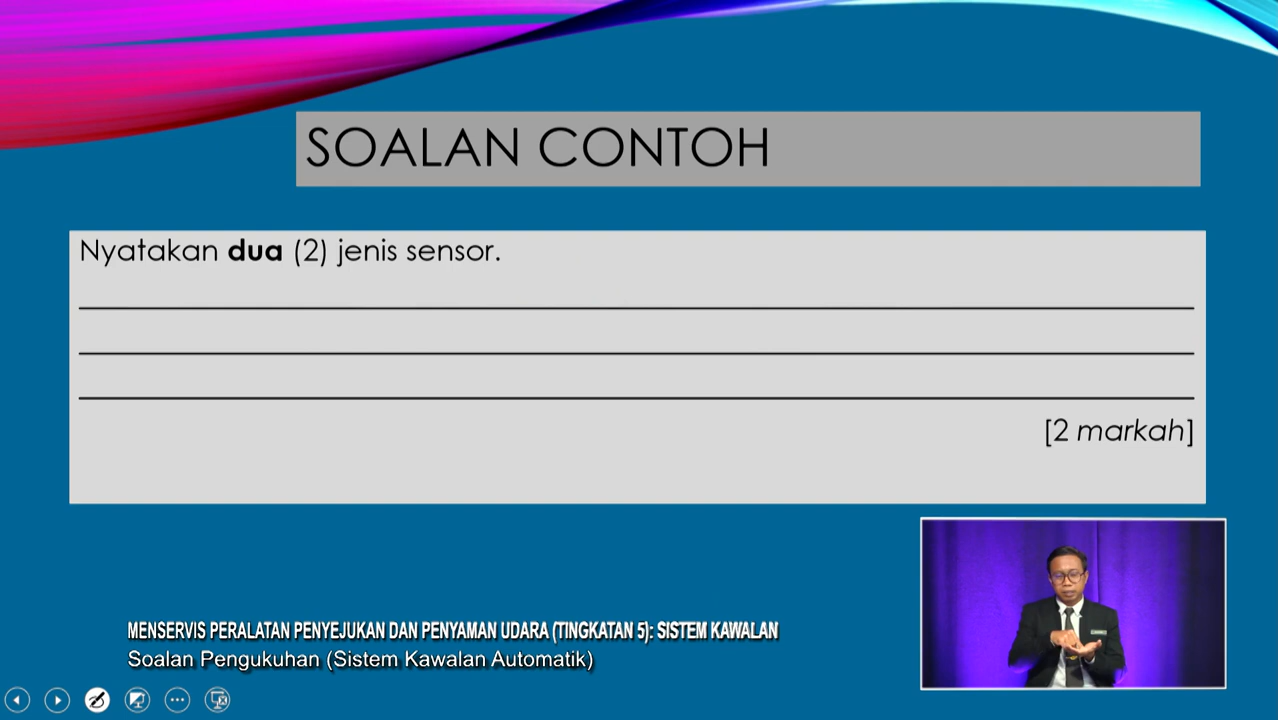 SOALAN CONTOH
Nyatakan dua (2) jenis sensor.
[2 markah]
MENSERVIS PERALATAN PENYEJUKAN DAN PENYAMAN UDARA (TINGKATAN 5): SISTEM KAWALAN
Soalan Pengukuhan (Sistem Kawalan Automatik)